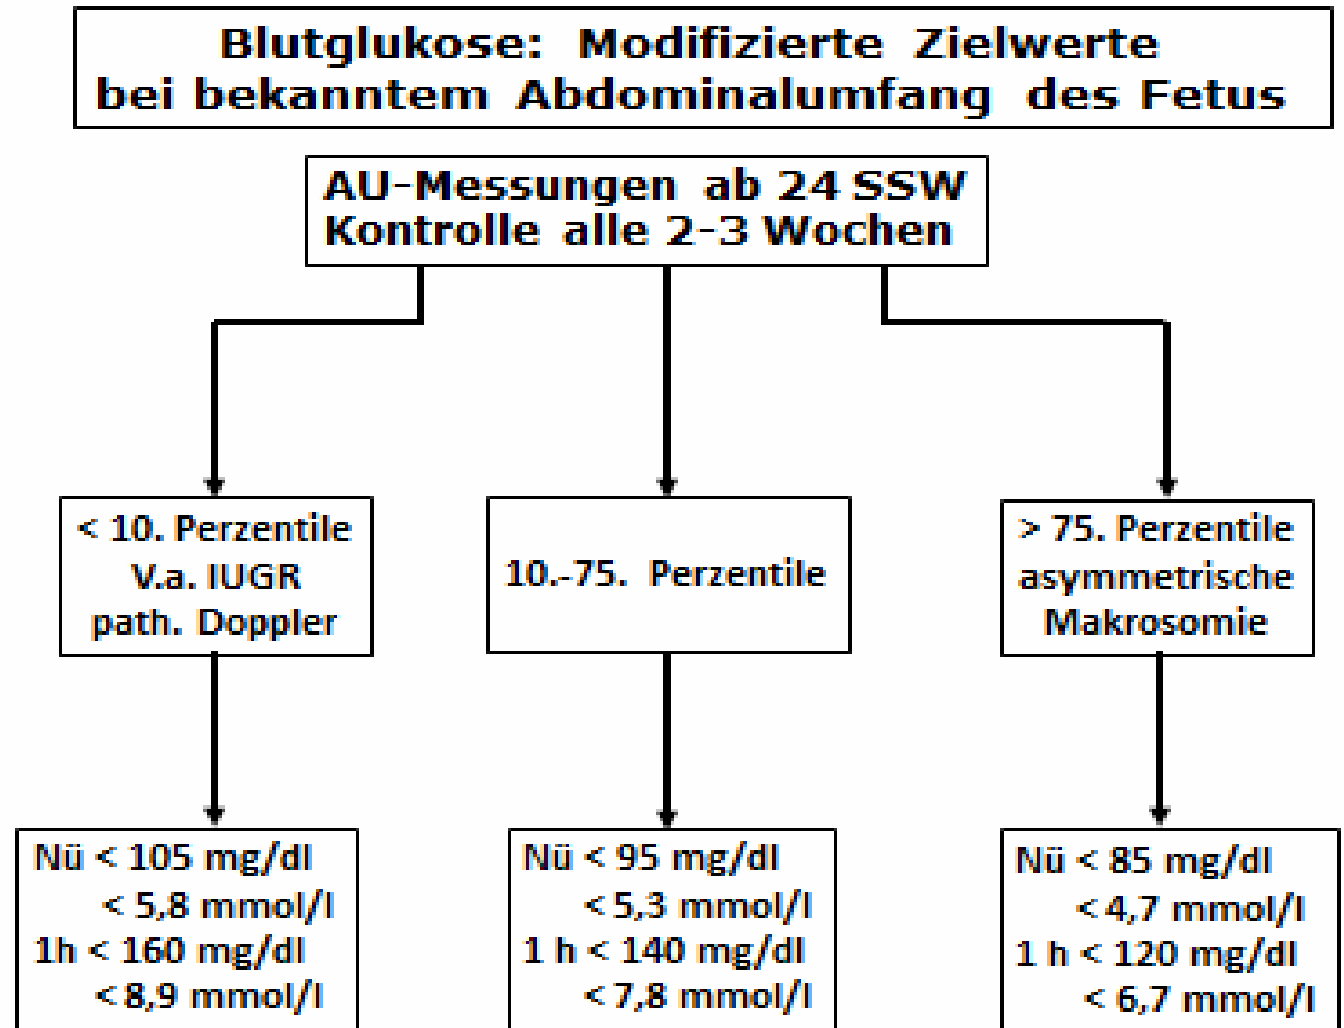 Blutglukose: Modifizierte Zielwerte
bei bekanntem Abdominalumfang des Fetus
AU-Messungen ab 24 SSW
Kontrolle alle 2-3 Wochen
< 10. Perzentile
V.a. IUGR
path. Doppler
10.-75. Perzentile
> 75. Perzentile
asymmetrische
Makrosomie
Nü < 105 mg/dl
< 5,8 mmol/l
1h < 160 mg/dl
< 8,9 mmol/l
Nü < 95 mg/dl
< 5,3 mmol/l
1 h < 140 mg/dl
< 7,8 mmol/l
Nü < 85 mg/dl
< 4,7 mmol/l
1 h < 120 mg/dl
< 6,7 mmol/l